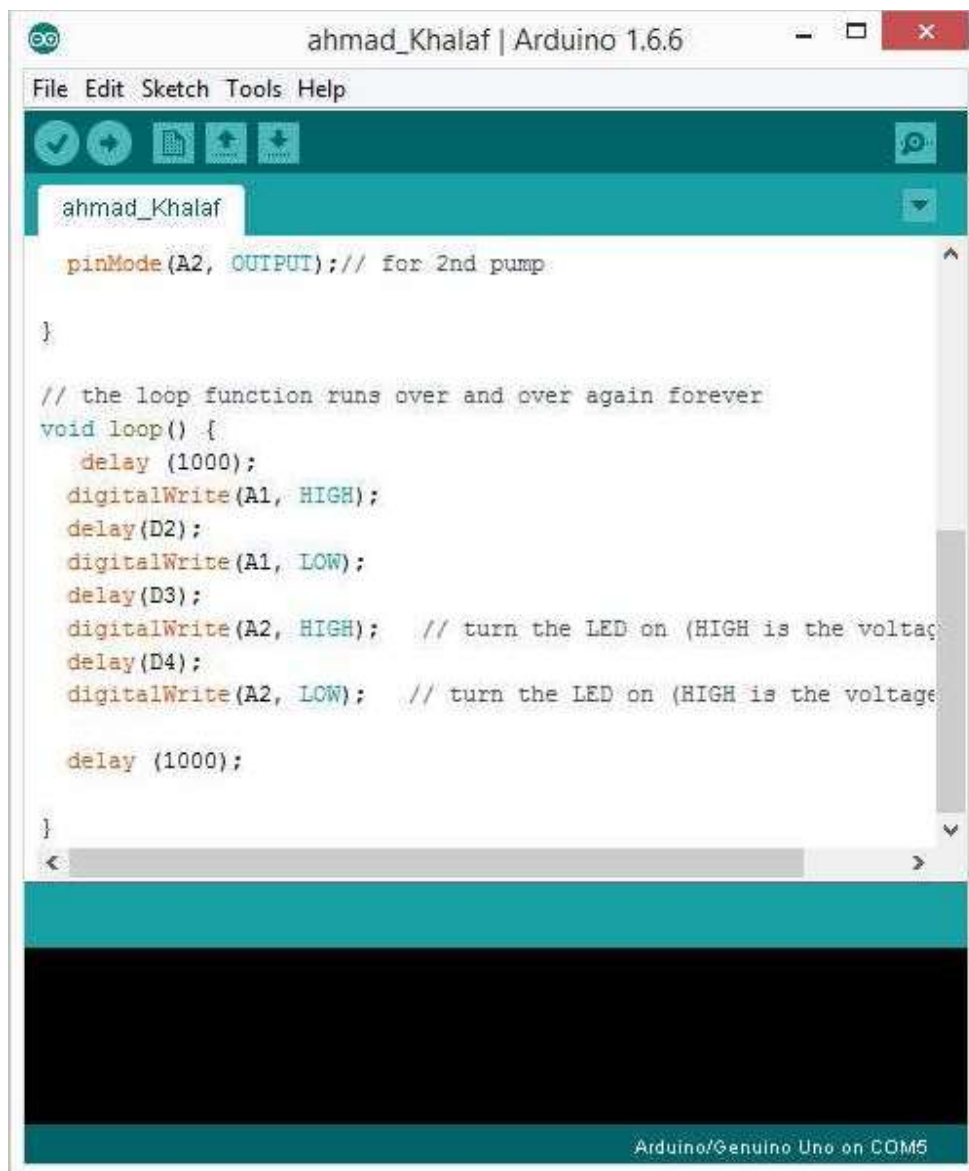 ahmad_Khalaf | Arduino 1.6.6
File Edit Sketch Tools Help
ahmad_Khalaf
pinMode(A2, OUTPUT);// for 2nd pump
}
// the loop function runs over and over again forever
void loop() {
delay (1000);
digitalWrite(A1, HIGH);
delay(D2);
digitalWrite(A1, LOW);
delay(D3);
digitalWrite(A2, HIGH);   // turn the LED on (HIGH is the voltag
delay(D4);
digitalWrite(A2, LOW);   // turn the LED on (HIGH is the voltage
delay (1000);
}
Arduino/Genuino Uno on COM5